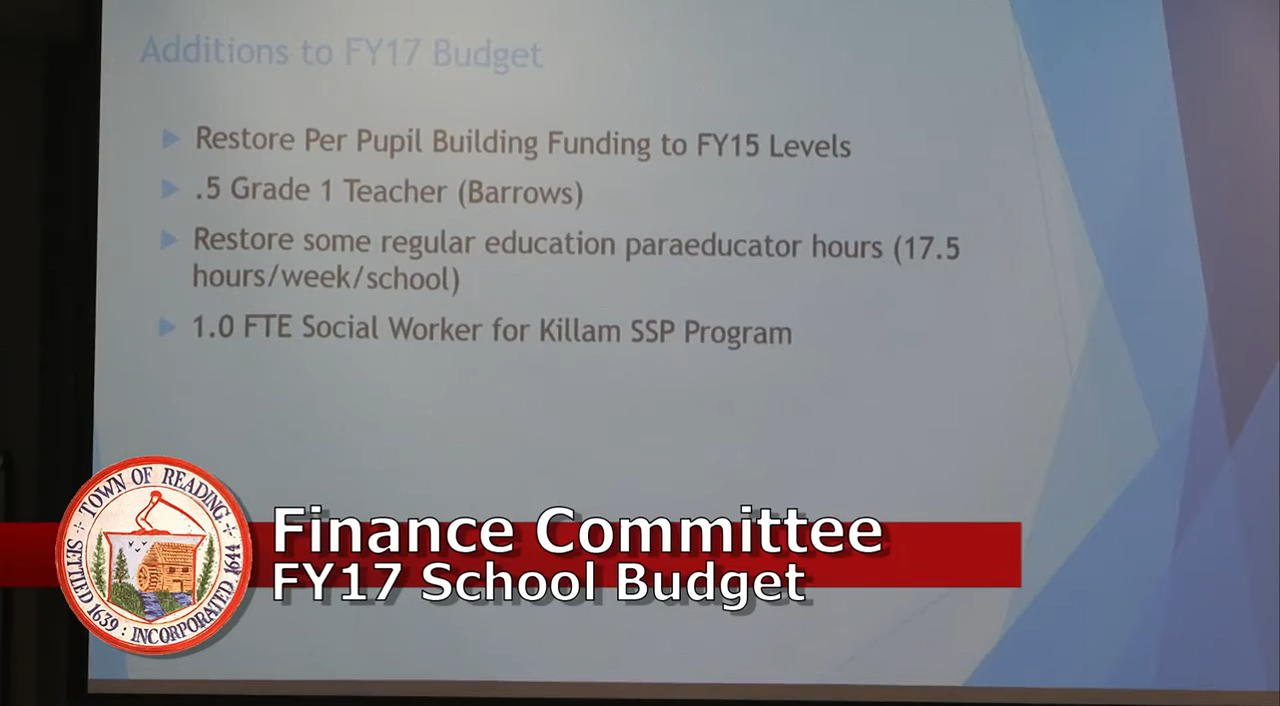 Additions to FY17 Budget
Restore Per Pupil Building Funding to FY15 Levels
.5 Grade 1 Teacher (Barrows)
Restore some regular education paraeducator hours (17.5
hours/week/school)
1.0 FTE Social Worker for Killam SSP Program
TOWN OF READING
SETTLED 1639 : INCORPORATED 1644
Finance Committee
FY17 School Budget